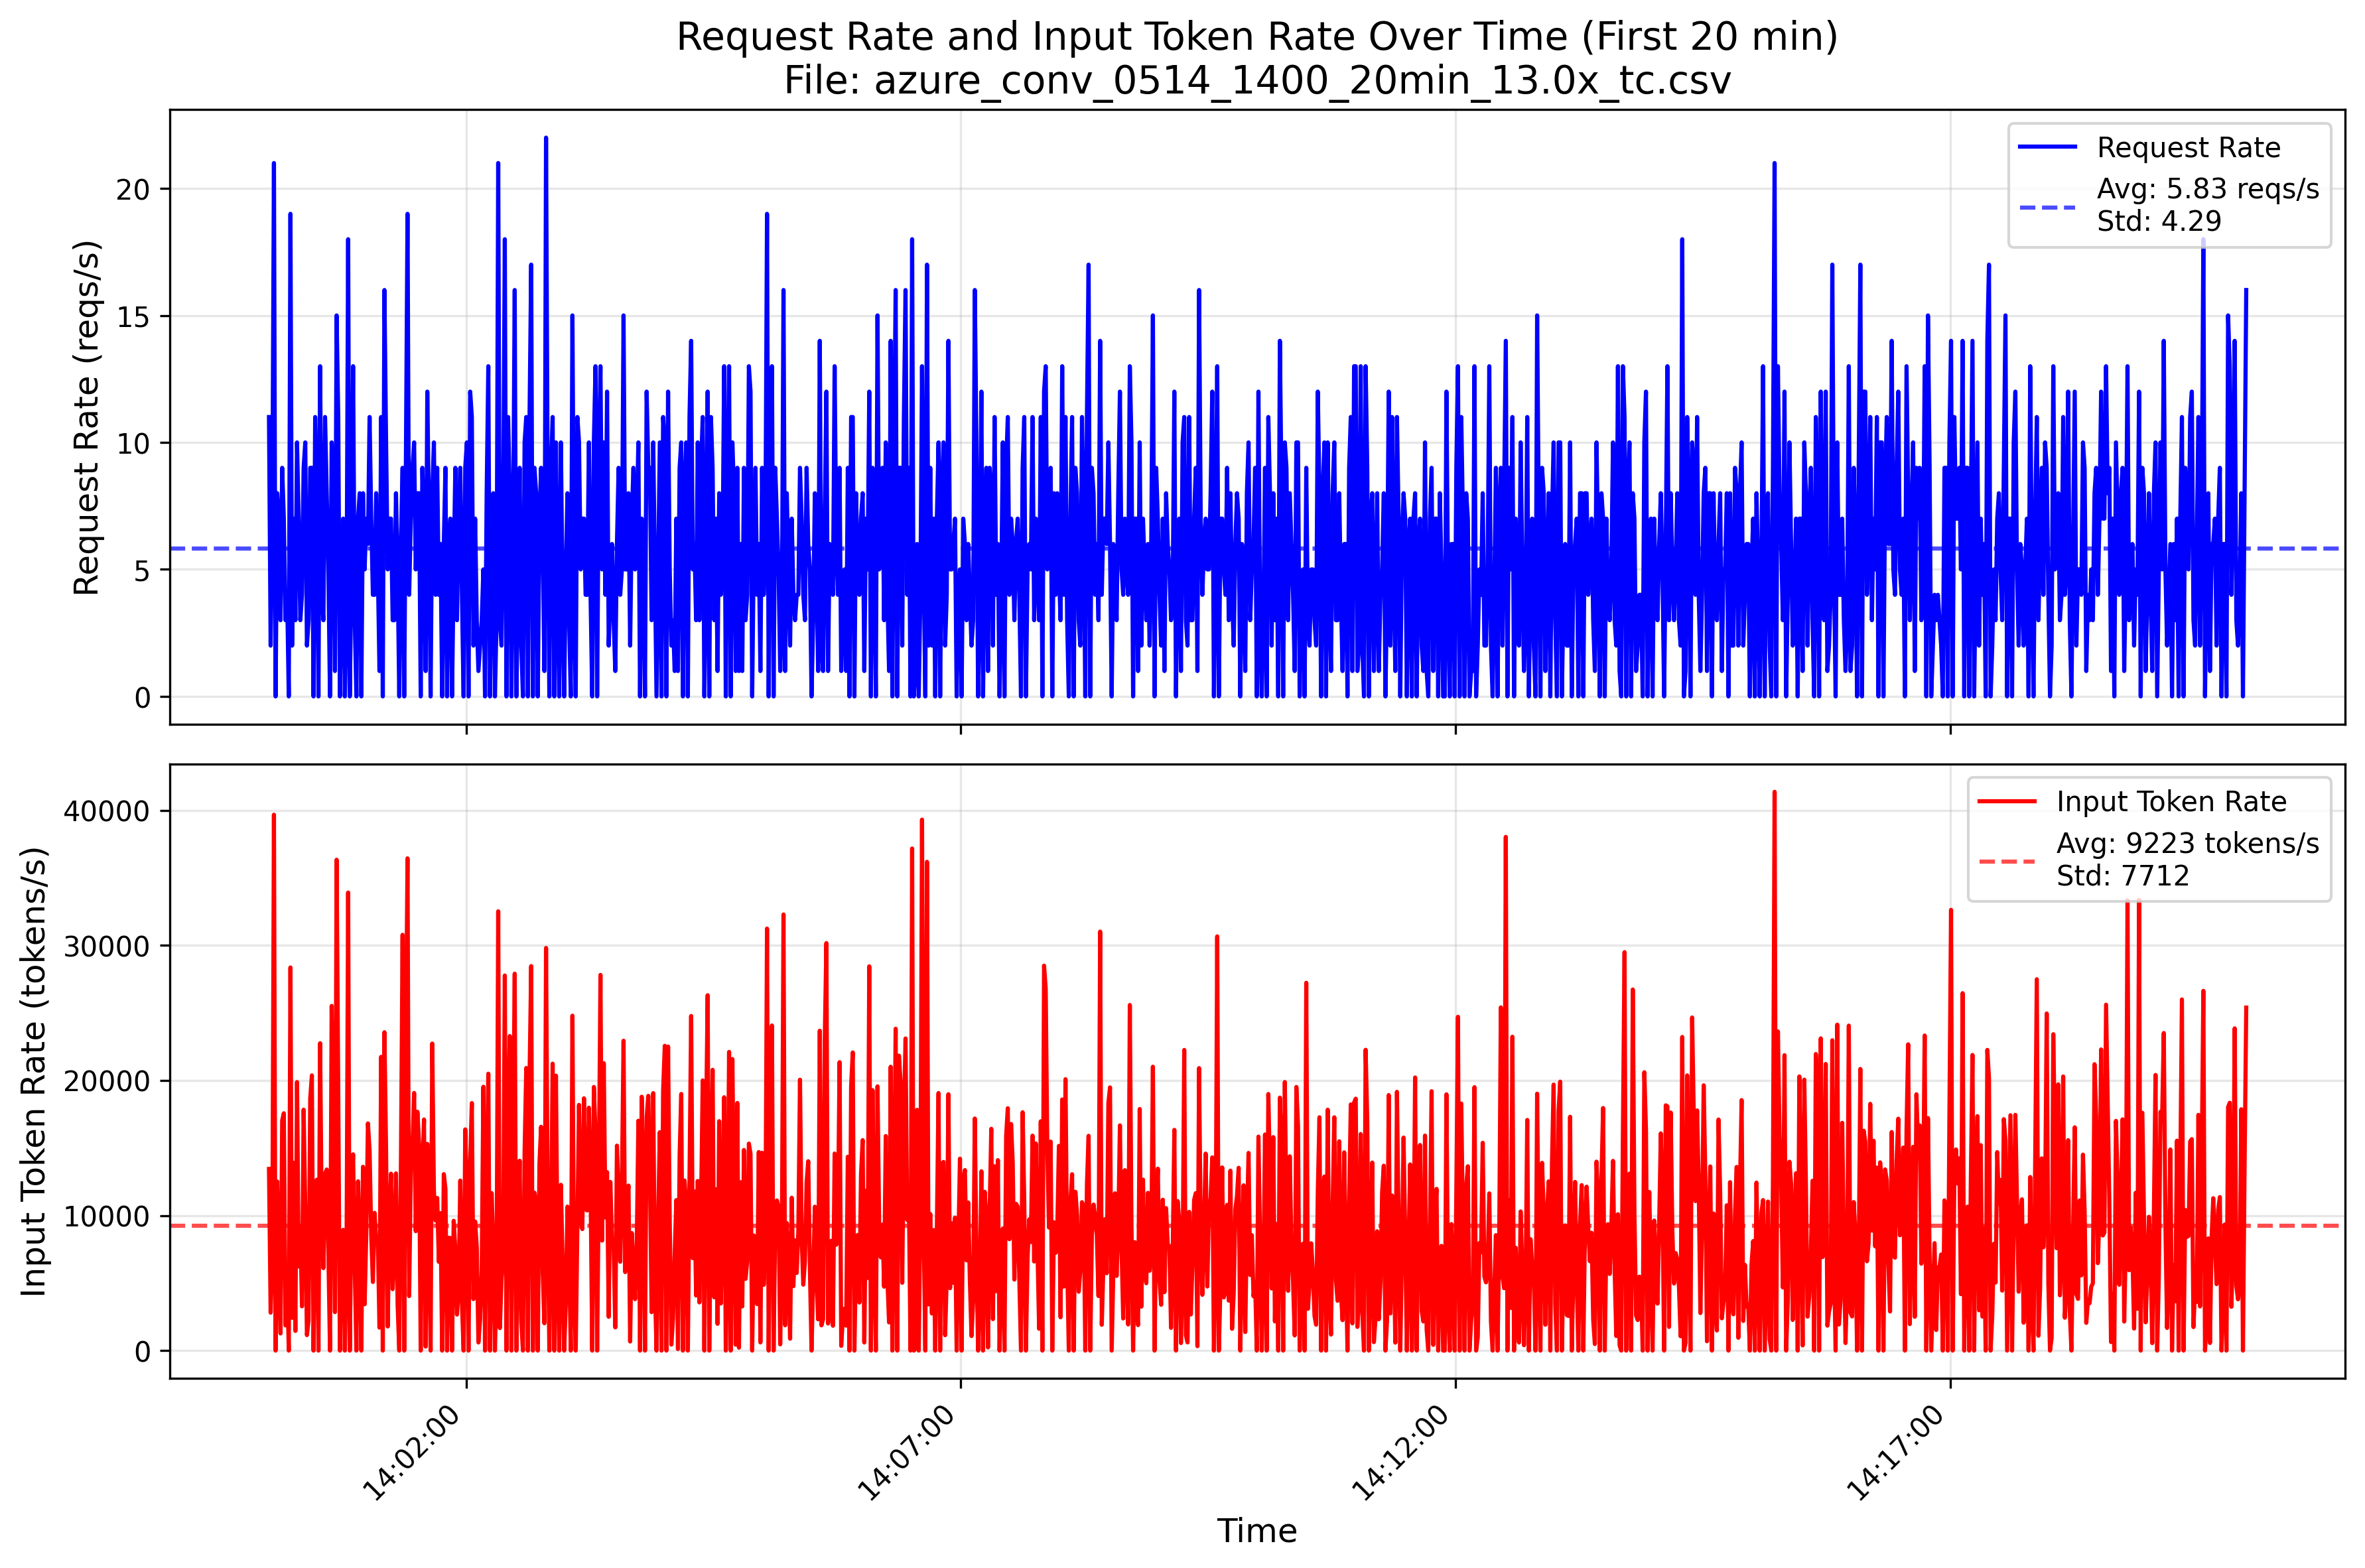 Request Rate and Input Token Rate Over Time (First 20 min)
File: azure_conv_0514_1400_20min_13.0x_tc.csv
Request Rate (reqs/s)
20
15
10
5
0
Request Rate
Avg: 5.83 reqs/s
Std: 4.29
Input Token Rate (tokens/s)
40000
30000
20000
10000
0
Input Token Rate
Avg: 9223 tokens/s
Std: 7712
14:02:00
14:07:00
14:12:00
14:17:00
Time